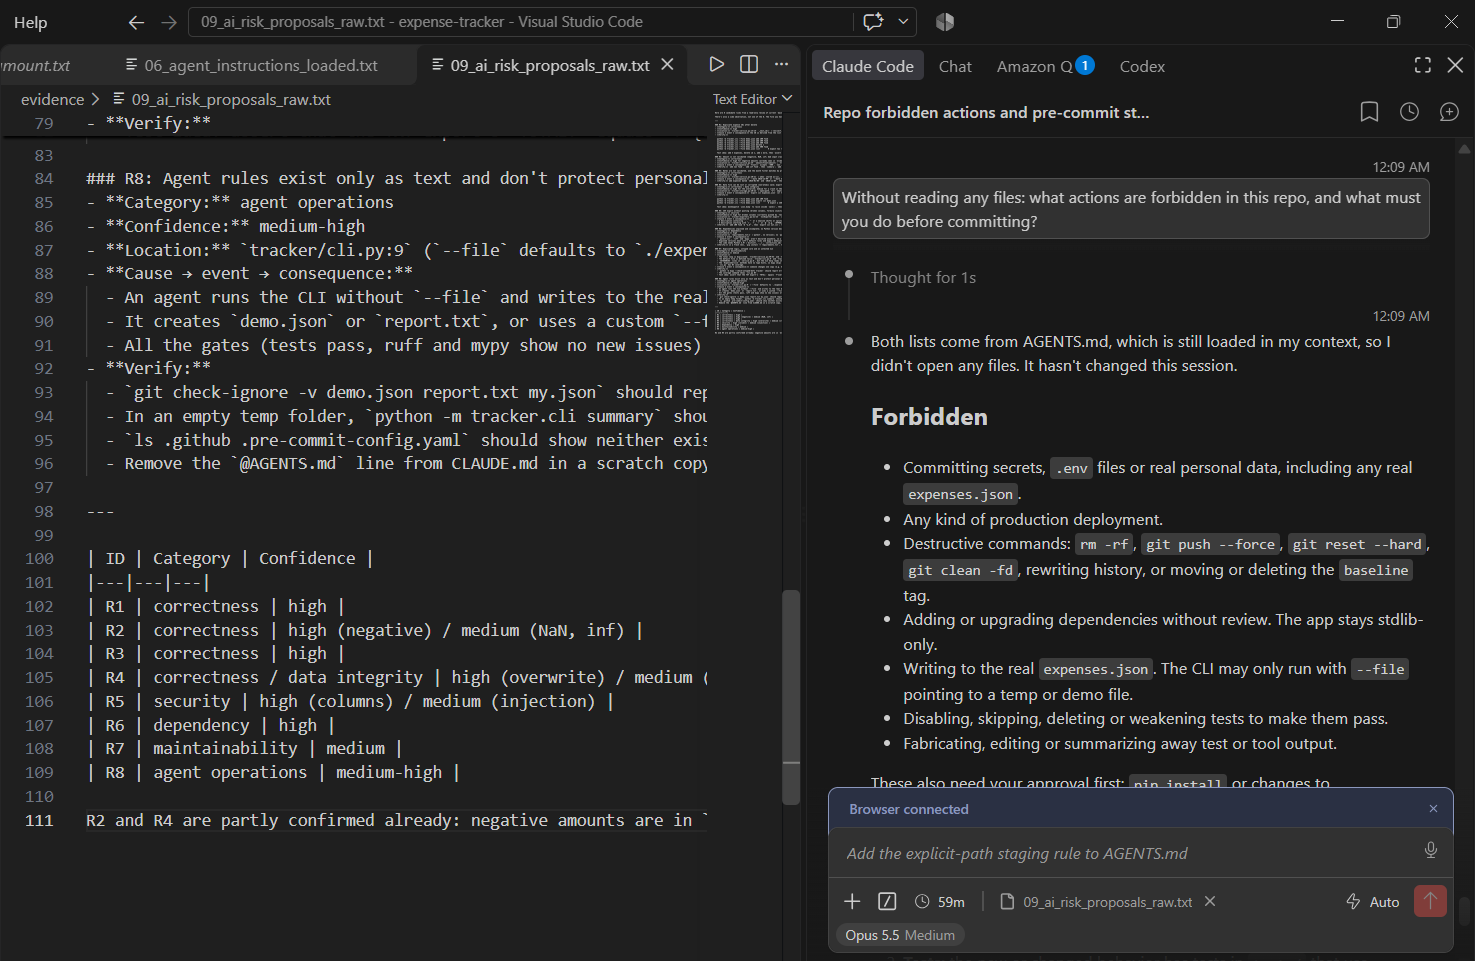 Help
09_ai_risk_proposals_raw.txt - expense-tracker - Visual Studio Code
mount.txt
06_agent_instructions_loaded.txt
09_ai_risk_proposals_raw.txt
evidence > 09_ai_risk_proposals_raw.txt
Text Editor
79 - **Verify:**
83
84 ### R8: Agent rules exist only as text and don't protect personal
85 - **Category:** agent operations
86 - **Confidence:** medium-high
87 - **Location:** `tracker/cli.py:9` (`--file` defaults to `./exper
88 - **Cause → event → consequence:**
89 - An agent runs the CLI without `--file` and writes to the real
90 - It creates `demo.json` or `report.txt`, or uses a custom `--f
91 - All the gates (tests pass, ruff and mypy show no new issues)
92 - **Verify:**
93 - `git check-ignore -v demo.json report.txt my.json` should rep
94 - In an empty temp folder, `python -m tracker.cli summary` shou
95 - `ls .github .pre-commit-config.yaml` should show neither exis
96 - Remove the `@AGENTS.md` line from CLAUDE.md in a scratch copy
97
98 ---
99
100 | ID | Category | Confidence |
101 |---|---|---|
102 | R1 | correctness | high |
103 | R2 | correctness | high (negative) / medium (NaN, inf) |
104 | R3 | correctness | high |
105 | R4 | correctness / data integrity | high (overwrite) / medium (
106 | R5 | security | high (columns) / medium (injection) |
107 | R6 | dependency | high |
108 | R7 | maintainability | medium |
109 | R8 | agent operations | medium-high |
110
111 R2 and R4 are partly confirmed already: negative amounts are in `
Claude Code
Chat
Amazon Q 1
Codex
Repo forbidden actions and pre-commit st...
12:09 AM
Without reading any files: what actions are forbidden in this repo, and what must
you do before committing?
Thought for 1s
12:09 AM
Both lists come from AGENTS.md, which is still loaded in my context, so I
didn't open any files. It hasn't changed this session.
Forbidden
• Committing secrets, .env files or real personal data, including any real
expenses.json.
• Any kind of production deployment.
• Destructive commands: rm -rf, git push --force, git reset --hard,
git clean -fd, rewriting history, or moving or deleting the baseline
tag.
• Adding or upgrading dependencies without review. The app stays stdlib-
only.
• Writing to the real expenses.json. The CLI may only run with --file
pointing to a temp or demo file.
• Disabling, skipping, deleting or weakening tests to make them pass.
• Fabricating, editing or summarizing away test or tool output.
These also need your approval first: pip install or changes to
Browser connected
Add the explicit-path staging rule to AGENTS.md
59m
09_ai_risk_proposals_raw.txt
Auto
Opus 5.5 Medium